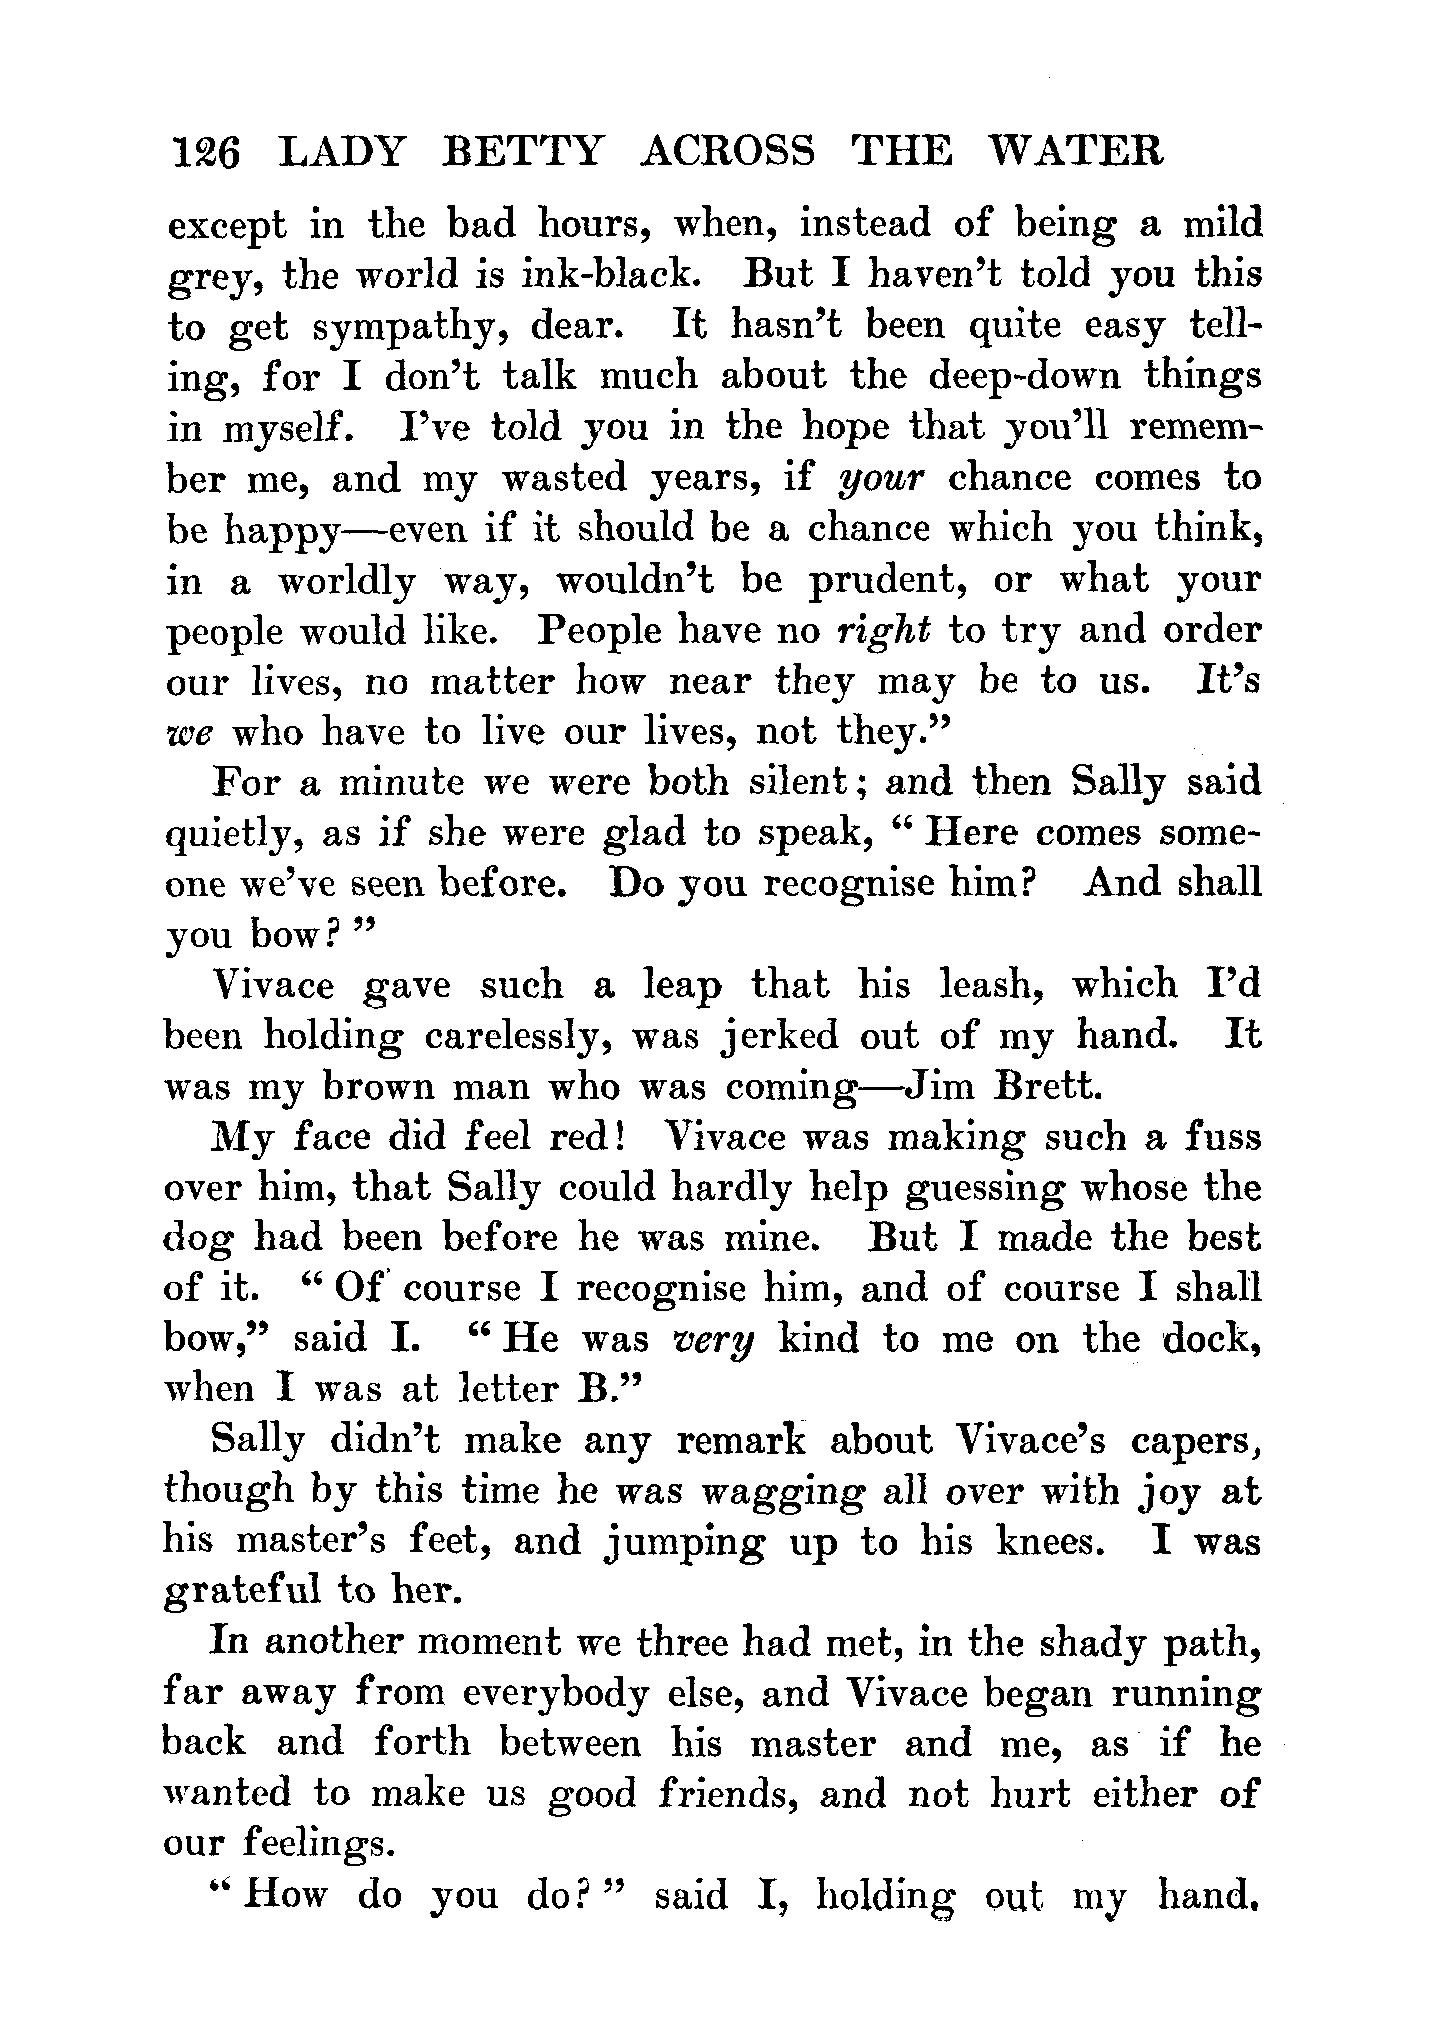 126 LADY BETTY ACROSS THE WATER
except in the bad hours, when, instead of being a mild
grey, the world is ink-black. But I haven't told you this
to get sympathy, dear. It hasn't been quite easy tell-
ing, for I don't talk much about the deep-down things
in myself. I've told you in the hope that you'll remem-
ber me, and my wasted years, if your chance comes to
be happy—even if it should be a chance which you think,
in a worldly way, wouldn't be prudent, or what your
people would like. People have no right to try and order
our lives, no matter how near they may be to us. It's
we who have to live our lives, not they."
For a minute we were both silent; and then Sally said
quietly, as if she were glad to speak, "Here comes some-
one we've seen before. Do you recognise him? And shall
you bow?"
Vivace gave such a leap that his leash, which I'd
been holding carelessly, was jerked out of my hand. It
was my brown man who was coming—Jim Brett.
My face did feel red! Vivace was making such a fuss
over him, that Sally could hardly help guessing whose the
dog had been before he was mine. But I made the best
of it. "Of course I recognise him, and of course I shall
bow," said I. "He was very kind to me on the dock,
when I was at letter B."
Sally didn't make any remark about Vivace's capers,
though by this time he was wagging all over with joy at
his master's feet, and jumping up to his knees. I was
grateful to her.
In another moment we three had met, in the shady path,
far away from everybody else, and Vivace began running
back and forth between his master and me, as if he
wanted to make us good friends, and not hurt either of
our feelings.
"How do you do?" said I, holding out my hand.